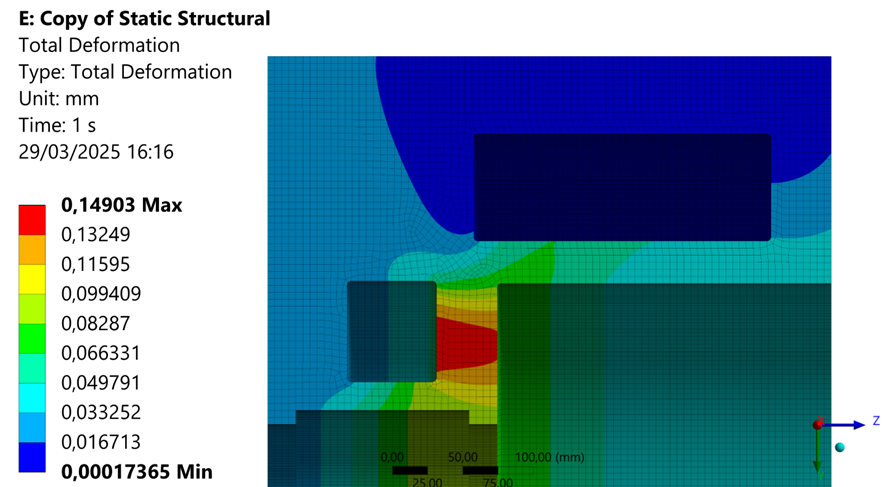 E: Copy of Static Structural
Total Deformation
Type: Total Deformation
Unit: mm
Time: 1 s
29/03/2025 16:16
0,14903 Max
0,13249
0,11595
0,099409
0,08287
0,066331
0,049791
0,033252
0,016713
0,00017365 Min
0,00 50,00 100,00 (mm)
25,00 75,00
X
Z
Y